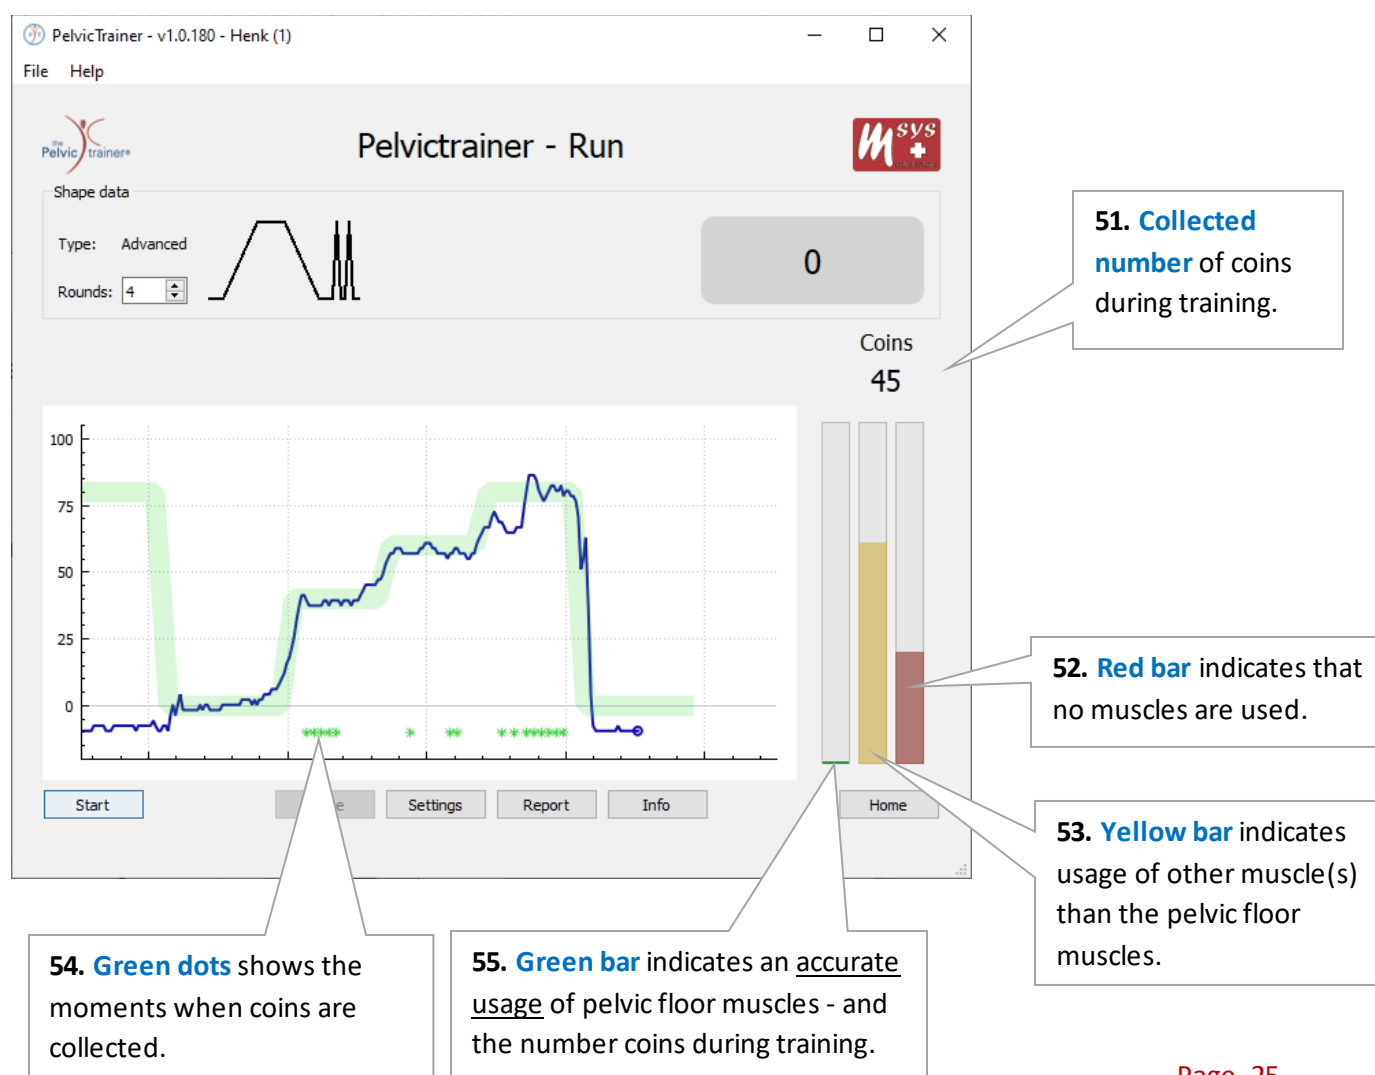 PelvicTrainer - v1.0.180 - Henk (1)
File Help
the
Pelvic trainer®
Pelvictrainer - Run
sys
Shape data
Type: Advanced
Rounds: 4
0
51. Collected
number of coins
during training.
Coins
45
100
75
50
25
0
52. Red bar indicates that
no muscles are used.
Start
e
Settings
Report
Info
Home
53. Yellow bar indicates
usage of other muscle(s)
than the pelvic floor
muscles.
54. Green dots shows the
moments when coins are
collected.
55. Green bar indicates an accurate
usage of pelvic floor muscles - and
the number coins during training.
Page 25